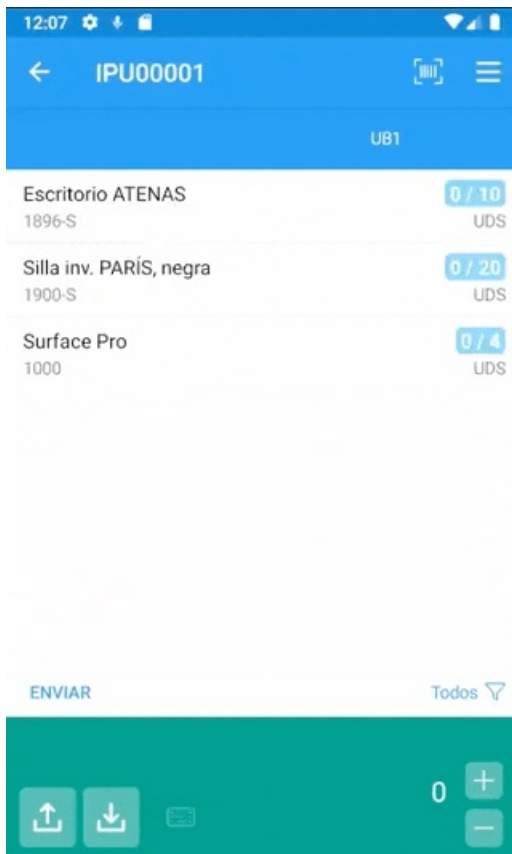 12:07
IPU00001
UB1
Escritorio ATENAS
0 / 10
1896-S
UDS
Silla inv. PARÍS, negra
0 / 20
1900-S
UDS
Surface Pro
0 / 4
1000
UDS
ENVIAR
Todos
0
+
−